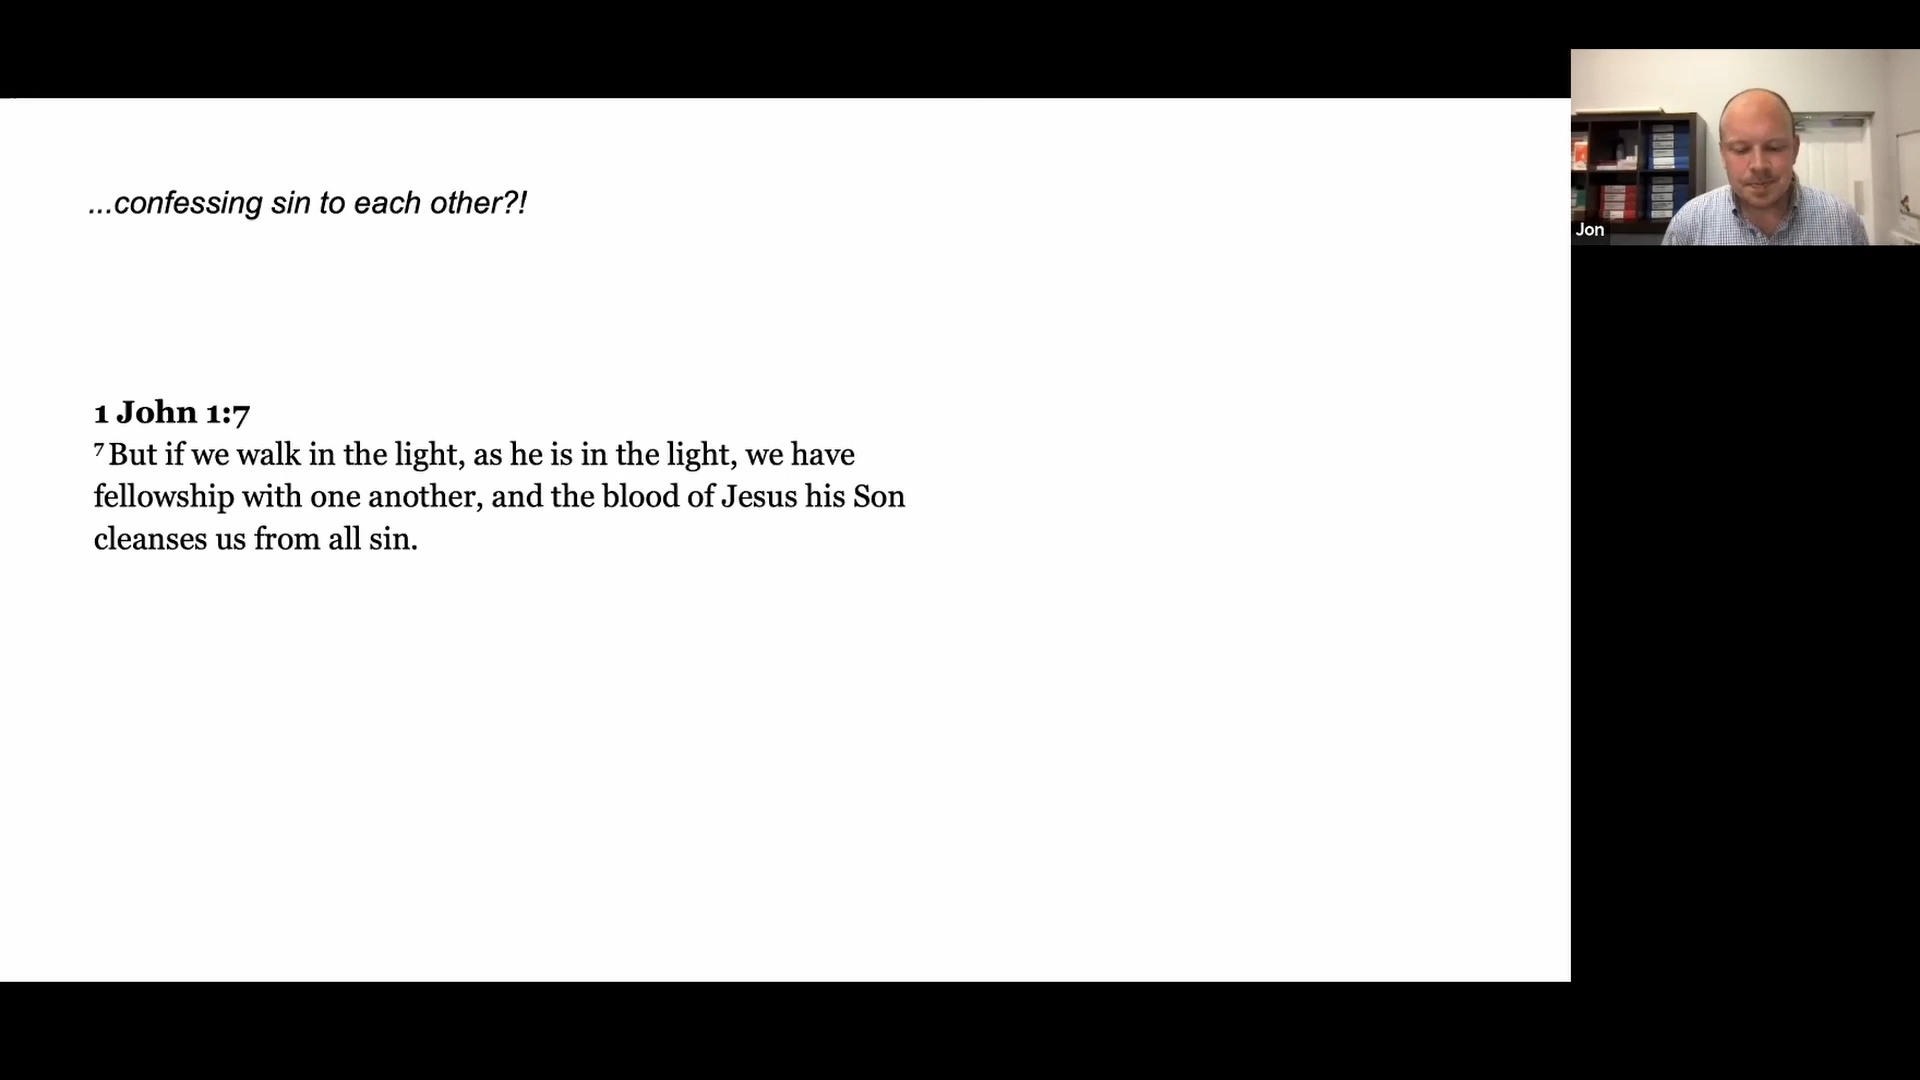 ...confessing sin to each other?!
1 John 1:7
7 But if we walk in the light, as he is in the light, we have
fellowship with one another, and the blood of Jesus his Son
cleanses us from all sin.
Jon